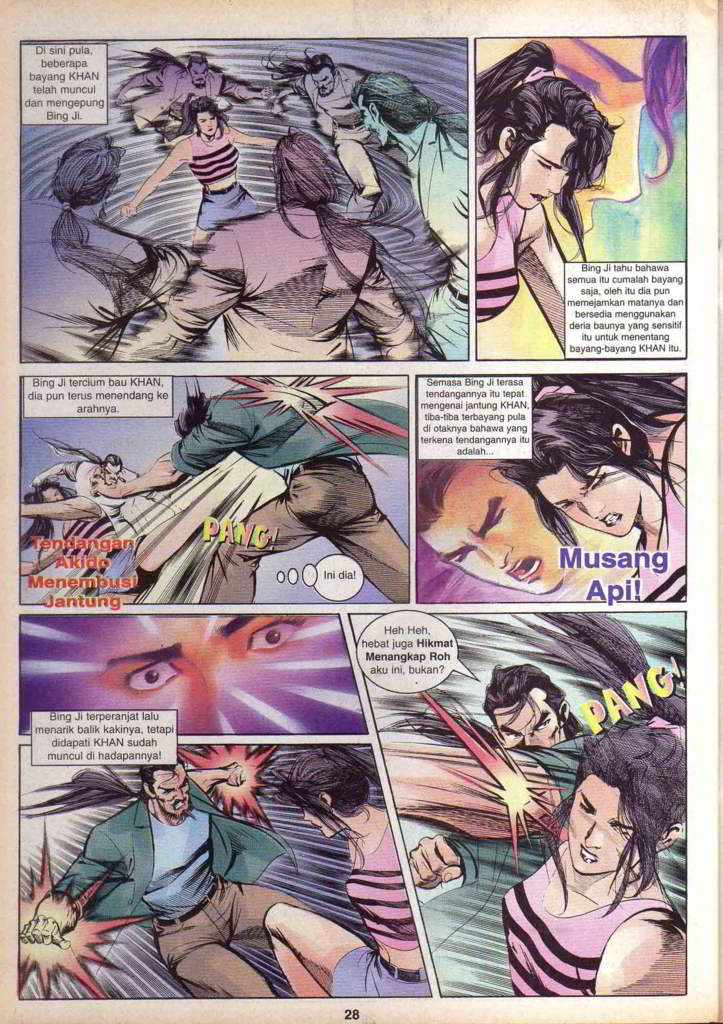 Di sini pula,
beberapa
bayang KHAN
telah muncul
dan mengepung
Bing Ji.
Bing Ji tahu bahawa
semua itu cumalah bayang
saja, oleh itu dia pun
memejamkan matanya dan
bersedia menggunakan
deria baunya yang sensitif
itu untuk menentang
bayang-bayang KHAN itu.
Bing Ji tercium bau KHAN,
dia pun terus menendang ke
arahnya.
PANG!
Tendangan
Akido
Menembusi
Jantung
Ini dia!
Semasa Bing Ji terasa
tendangannya itu tepat
mengenai jantung KHAN,
tiba-tiba terbayang pula
di otaknya bahawa yang
terkena tendangannya itu
adalah...
Musang
Api!
Bing Ji terperanjat lalu
menarik balik kakinya, tetapi
didapati KHAN sudah
muncul di hadapannya!
Heh Heh,
hebat juga Hikmat
Menangkap Roh
aku ini, bukan?
PANG!
28